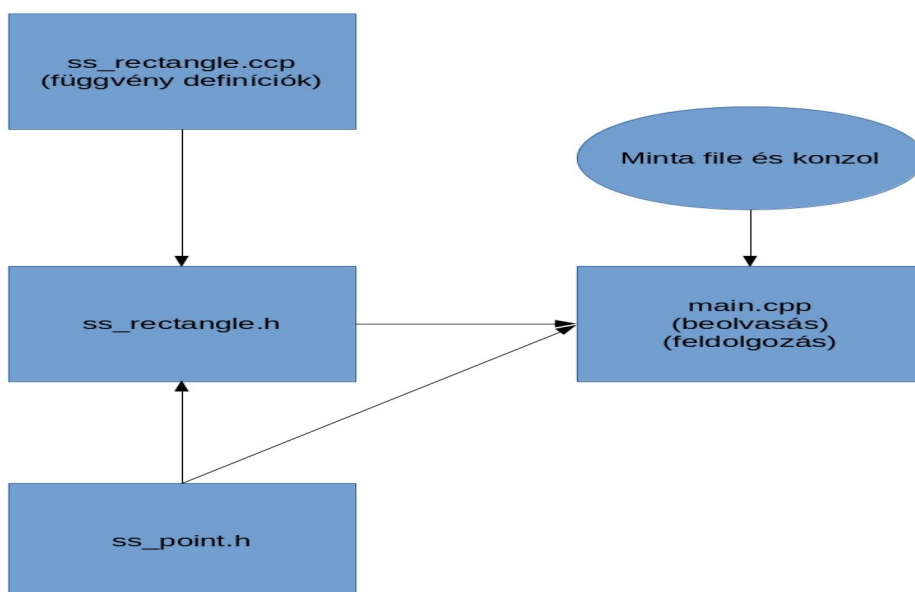 ss_rectangle.ccp
(függvény definíciók)
Minta file és konzol
ss_rectangle.h
main.cpp
(beolvasás)
(feldolgozás)
ss_point.h